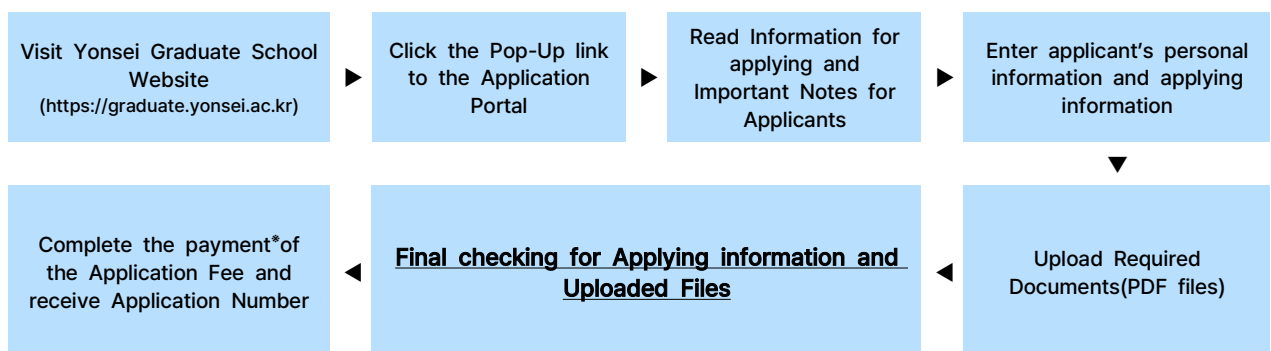 Visit Yonsei Graduate School
Website
(https://graduate.yonsei.ac.kr)
Click the Pop-Up link
to the Application
Portal
Read Information for
applying and
Important Notes for
Applicants
Enter applicant's personal
information and applying
information
Upload Required
Documents(PDF files)
Final checking for Applying information and
Uploaded Files
Complete the payment※of
the Application Fee and
receive Application Number